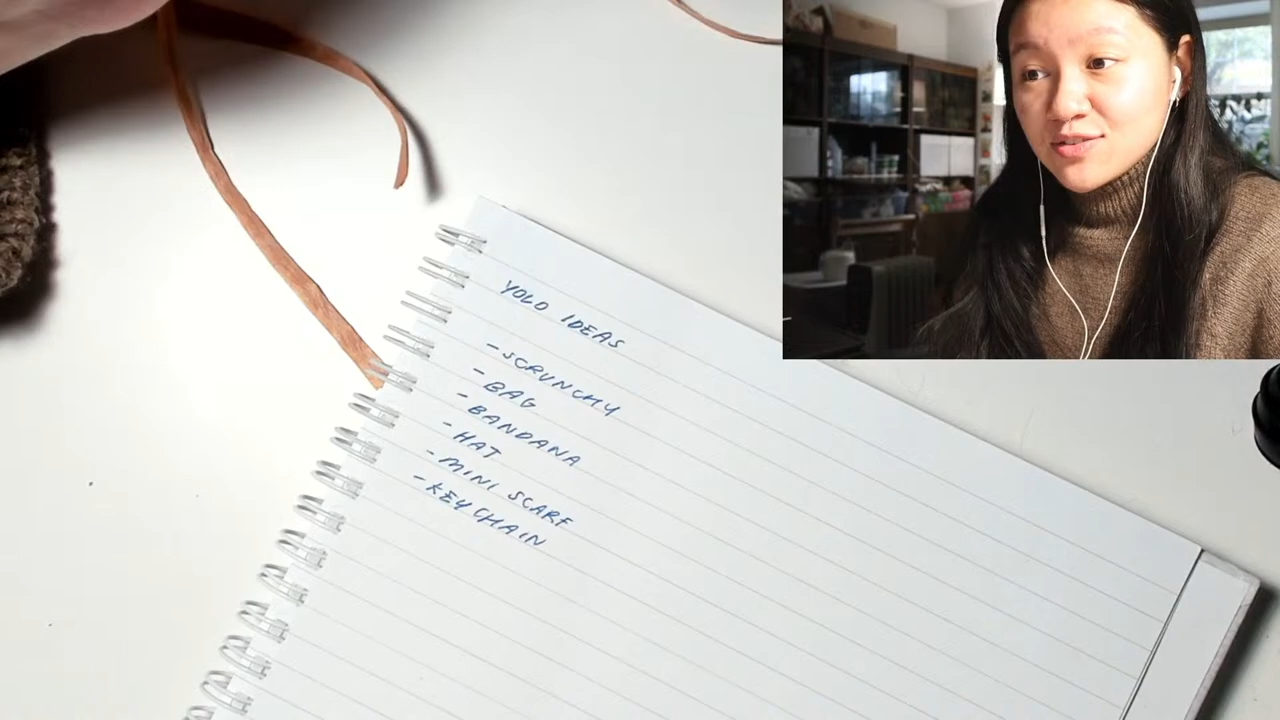 YOLO IDEAS
- SCRUNCHY
- BAG
- BANDANA
- HAT
- MINI SCARF
- KEYCHAIN